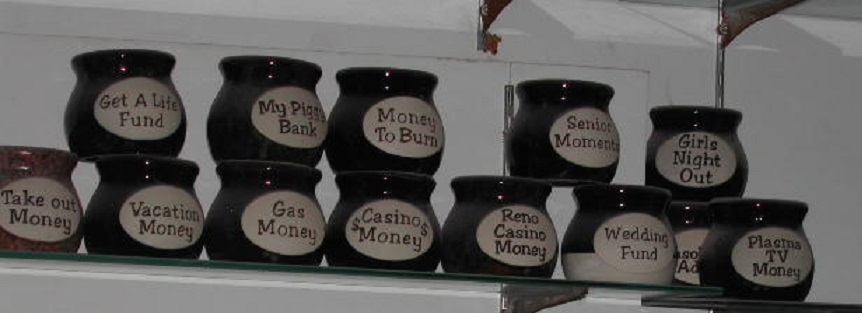 Get A Life
Fund
My Piggy
Bank
Money
To Burn
Senior
Moments
Girls
Night
Out
Take out
Money
Vacation
Money
Gas
Money
$Casino$
Money
Reno
Casino
Money
Wedding
Fund
Plasma
TV
Money